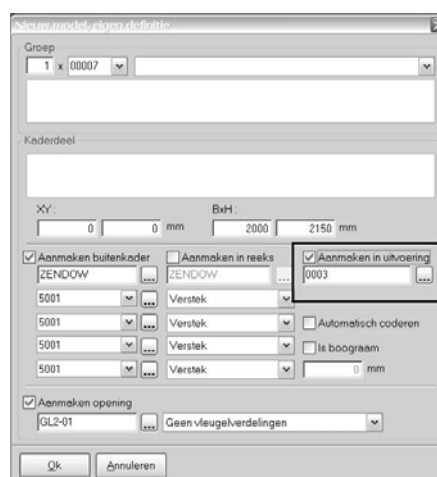 Nieuw model, eigen definitie
Groep
1 x 00007
Kaderdeel
XY: BxH:
0 0 mm 2000 2150 mm
Aanmaken buitenkader Aanmaken in reeks Aanmaken in uitvoering
ZENDOW ... ZENDOW ... 0003 ...
5001 ... Verstek
5001 ... Verstek Automatisch coderen
5001 ... Verstek Is boograam
5001 ... Verstek 0 mm
Aanmaken opening
GL2-01 ... Geen vleugelverdelingen
Ok Annuleren